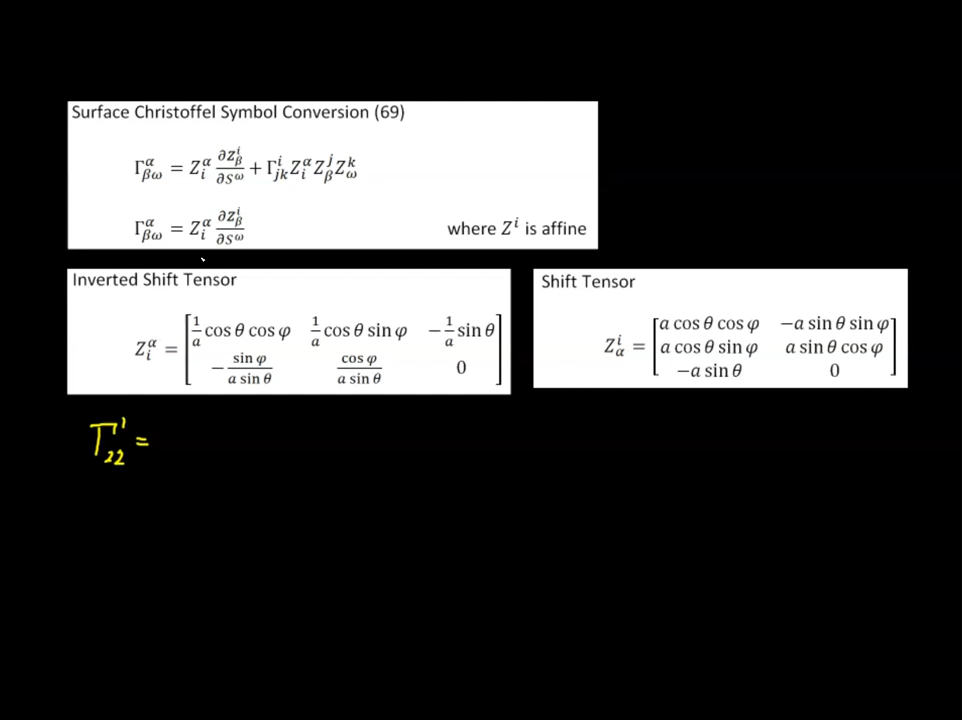 Surface Christoffel Symbol Conversion (69)
Γ^α_βω = Z^α_i ∂Z^i_β/∂S^ω + Γ^i_jk Z^α_i Z^j_β Z^k_ω
Γ^α_βω = Z^α_i ∂Z^i_β/∂S^ω where Z^i is affine
Inverted Shift Tensor
Z^α_i = [1/a cos θ cos φ 1/a cos θ sin φ −1/a sin θ
−sin φ/(a sin θ) cos φ/(a sin θ) 0]
Shift Tensor
Z^i_α = [a cos θ cos φ −a sin θ sin φ
a cos θ sin φ a sin θ cos φ
−a sin θ 0]
Γ^1_22 =